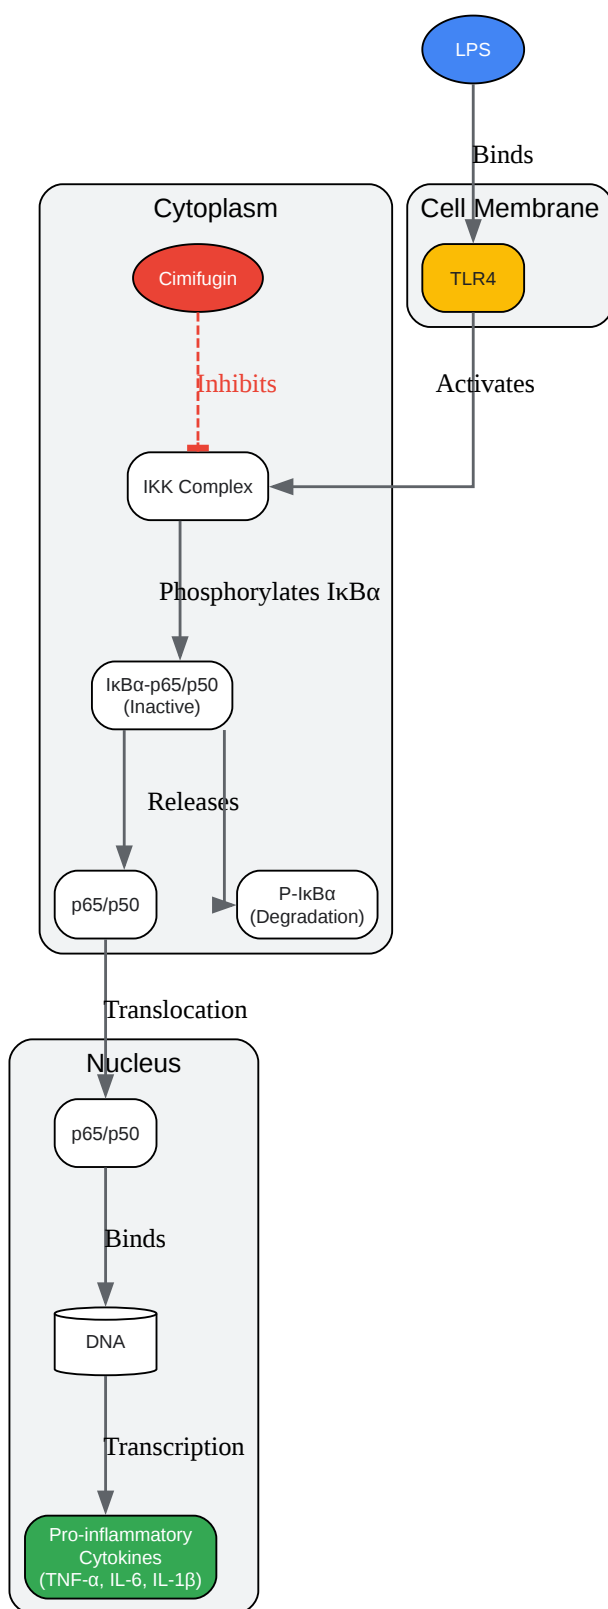 LPS
Binds
Cytoplasm
Cell Membrane
Cimifugin
TLR4
Inhibits
Activates
IKK Complex
Phosphorylates IκBα
IκBα-p65/p50
(Inactive)
Releases
p65/p50
P-IκBα
(Degradation)
Translocation
Nucleus
p65/p50
Binds
DNA
Transcription
Pro-inflammatory
Cytokines
(TNF-α, IL-6, IL-1β)